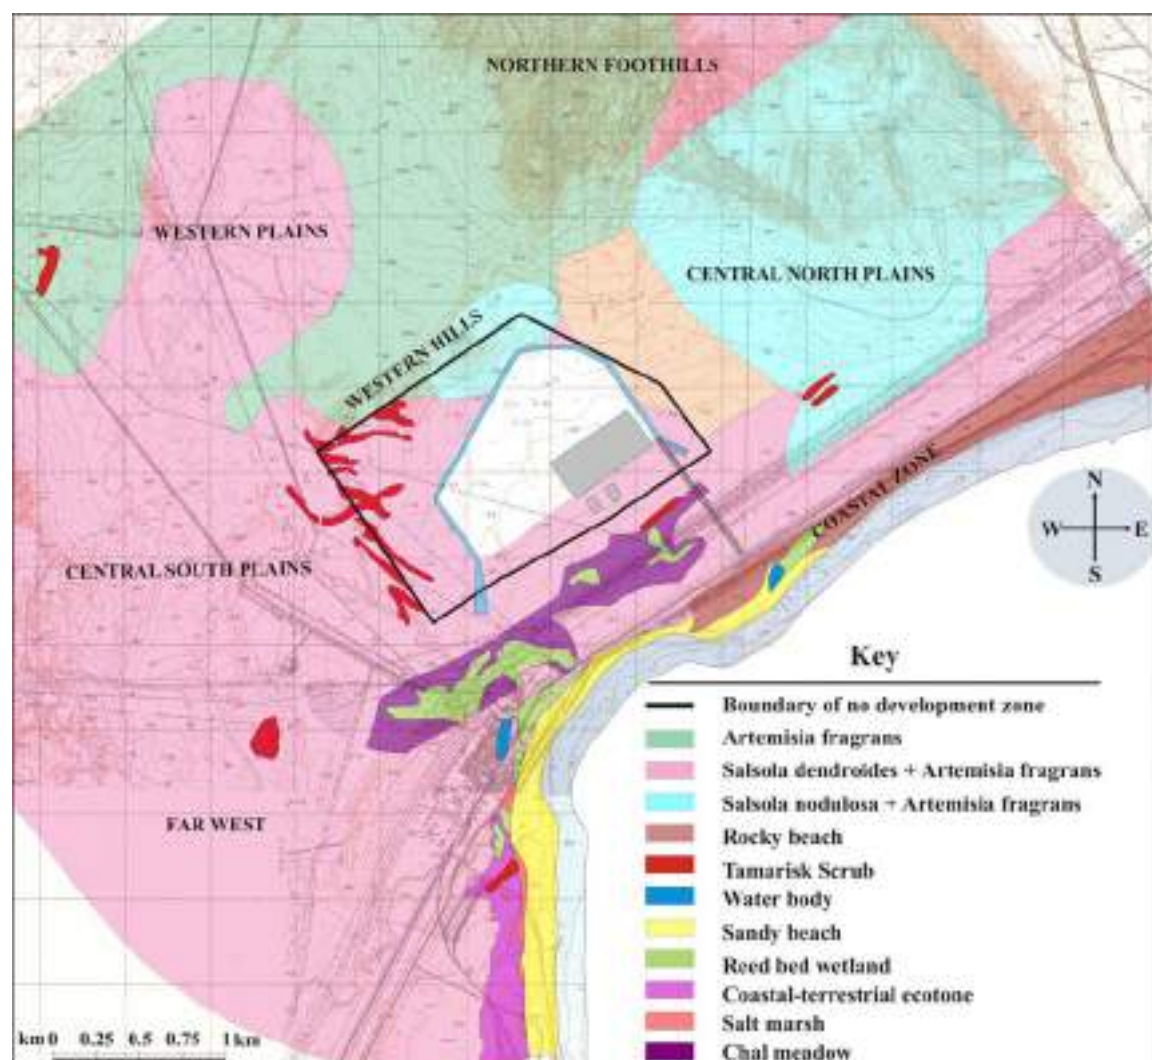 NORTHERN FOOTHILLS
WESTERN PLAINS
CENTRAL NORTH PLAINS
WESTERN HILLS
COASTAL ZONE
N
W E
S
CENTRAL SOUTH PLAINS
FAR WEST
Key
Boundary of no development zone
Artemisia fragrans
Salsola dendroides + Artemisia fragrans
Salsola nodulosa + Artemisia fragrans
Rocky beach
Tamarisk Scrub
Water body
Sandy beach
Reed bed wetland
Coastal-terrestrial ecotone
Salt marsh
Chal meadow
km 0 0.25 0.5 0.75 1 km